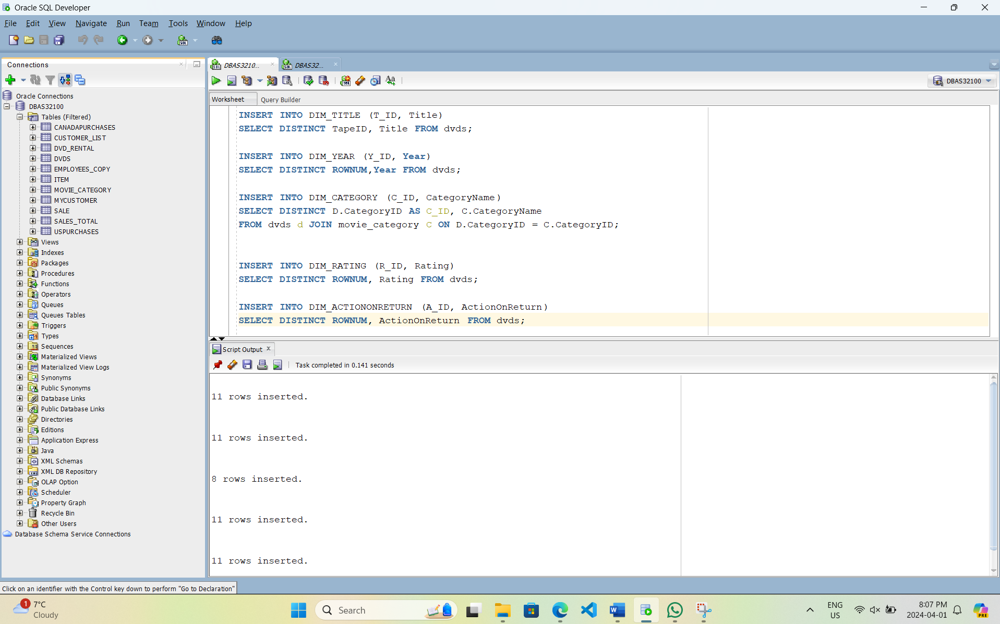 Oracle SQL Developer
File Edit View Navigate Run Team Tools Window Help
Connections
Oracle Connections
DBAS32100
Tables (Filtered)
CANADAPURCHASES
CUSTOMER_LIST
DVD_RENTAL
DVDS
EMPLOYEES_COPY
ITEM
MOVIE_CATEGORY
MYCUSTOMER
SALE
SALES_TOTAL
USPURCHASES
Views
Indexes
Packages
Procedures
Functions
Operators
Queues
Queues Tables
Triggers
Types
Sequences
Materialized Views
Materialized View Logs
Synonyms
Public Synonyms
Database Links
Public Database Links
Directories
Editions
Application Express
Java
XML Schemas
XML DB Repository
OLAP Option
Scheduler
Property Graph
Recycle Bin
Other Users
Database Schema Service Connections
DBAS3210... DBAS32...
DBAS32100
Worksheet Query Builder
INSERT INTO DIM_TITLE (T_ID, Title)
SELECT DISTINCT TapeID, Title FROM dvds;
INSERT INTO DIM_YEAR (Y_ID, Year)
SELECT DISTINCT ROWNUM,Year FROM dvds;
INSERT INTO DIM_CATEGORY (C_ID, CategoryName)
SELECT DISTINCT D.CategoryID AS C_ID, C.CategoryName
FROM dvds d JOIN movie_category C ON D.CategoryID = C.CategoryID;
INSERT INTO DIM_RATING (R_ID, Rating)
SELECT DISTINCT ROWNUM, Rating FROM dvds;
INSERT INTO DIM_ACTIONONRETURN (A_ID, ActionOnReturn)
SELECT DISTINCT ROWNUM, ActionOnReturn FROM dvds;
Script Output
Task completed in 0.141 seconds
11 rows inserted.
11 rows inserted.
8 rows inserted.
11 rows inserted.
11 rows inserted.
Click on an identifier with the Control key down to perform "Go to Declaration"
1
7°C
Cloudy
Search
ENG
US
8:07 PM
2024-04-01
PRE